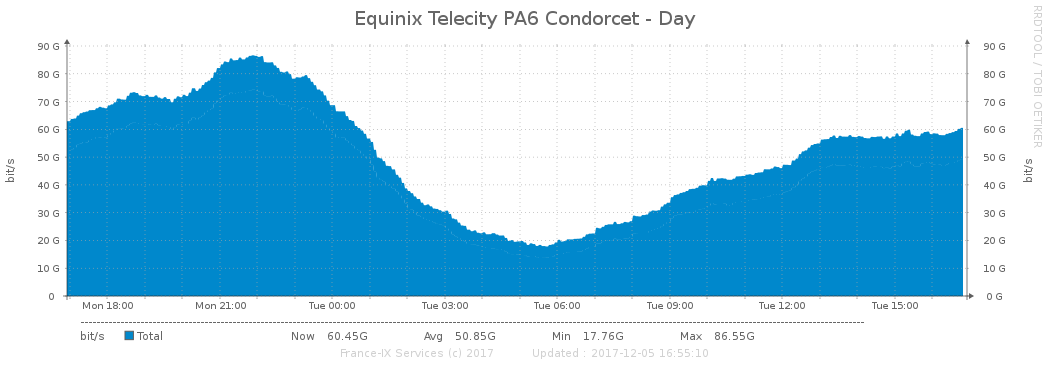 Equinix Telecity PA6 Condorcet - Day
RRDTOOL / TOBI OETIKER
bit/s
bit/s
90 G 90 G
80 G 80 G
70 G 70 G
60 G 60 G
50 G 50 G
40 G 40 G
30 G 30 G
20 G 20 G
10 G 10 G
0 0 G
Mon 18:00 Mon 21:00 Tue 00:00 Tue 03:00 Tue 06:00 Tue 09:00 Tue 12:00 Tue 15:00
bit/s Total Now 60.45G Avg 50.85G Min 17.76G Max 86.55G
France-IX Services (c) 2017 Updated : 2017-12-05 16:55:10